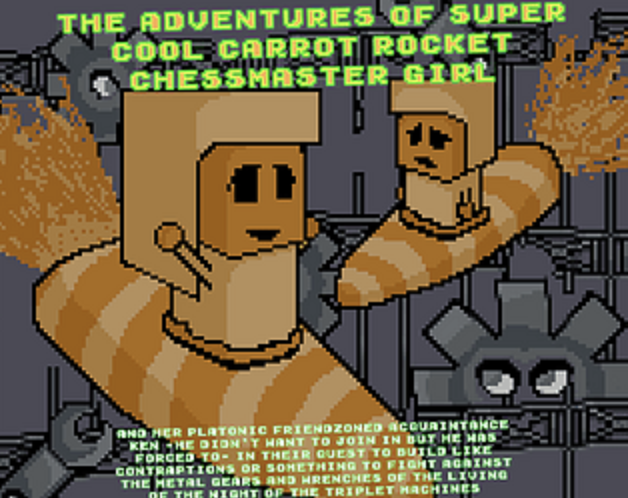 THE ADVENTURES OF SUPER
COOL CARROT ROCKET
CHESSMASTER GIRL
AND HER PLATONIC FRIENDZONED ACQUAINTANCE
KEN -HE DIDN'T WANT TO JOIN IN BUT HE WAS
FORCED TO- IN THEIR QUEST TO BUILD LIKE
CONTRAPTIONS OR SOMETHING TO FIGHT AGAINST
THE METAL GEARS AND WRENCHES OF THE LIVING
OF THE NIGHT OF THE TRIPLET MACHINES